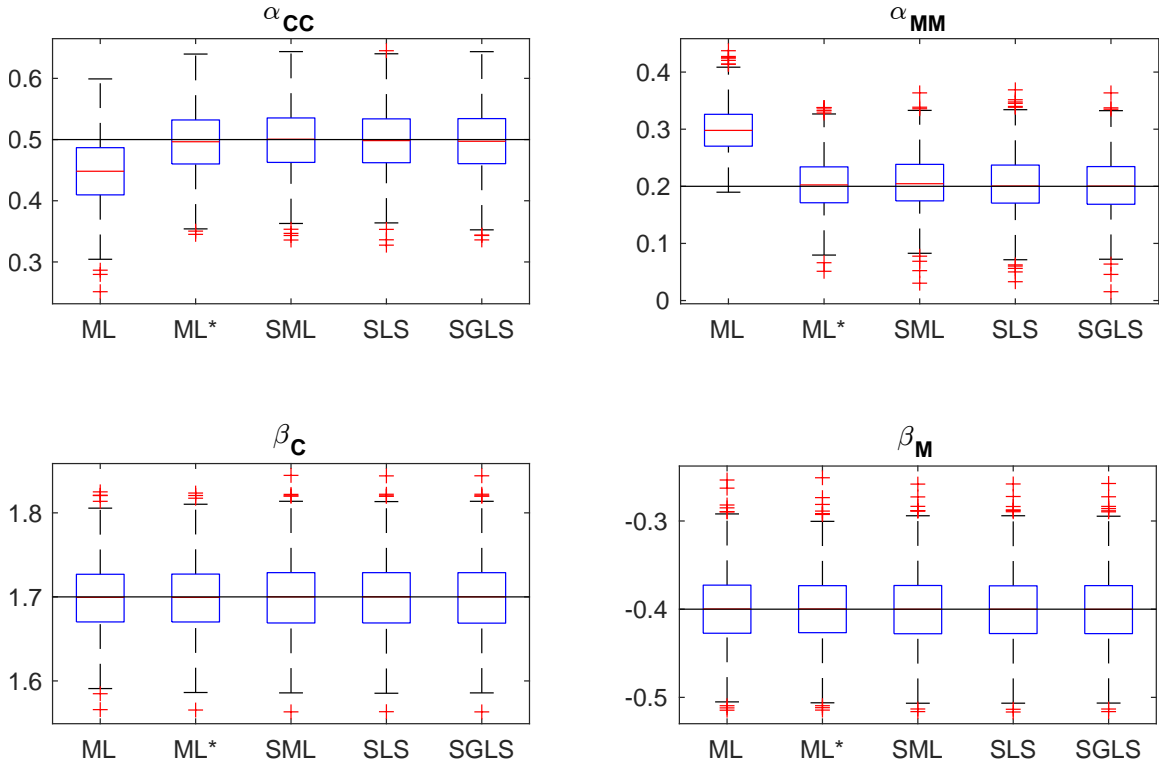 α_CC
0.6
0.5
0.4
0.3
ML ML* SML SLS SGLS
α_MM
0.4
0.3
0.2
0.1
0
ML ML* SML SLS SGLS
β_C
1.8
1.7
1.6
ML ML* SML SLS SGLS
β_M
-0.3
-0.4
-0.5
ML ML* SML SLS SGLS